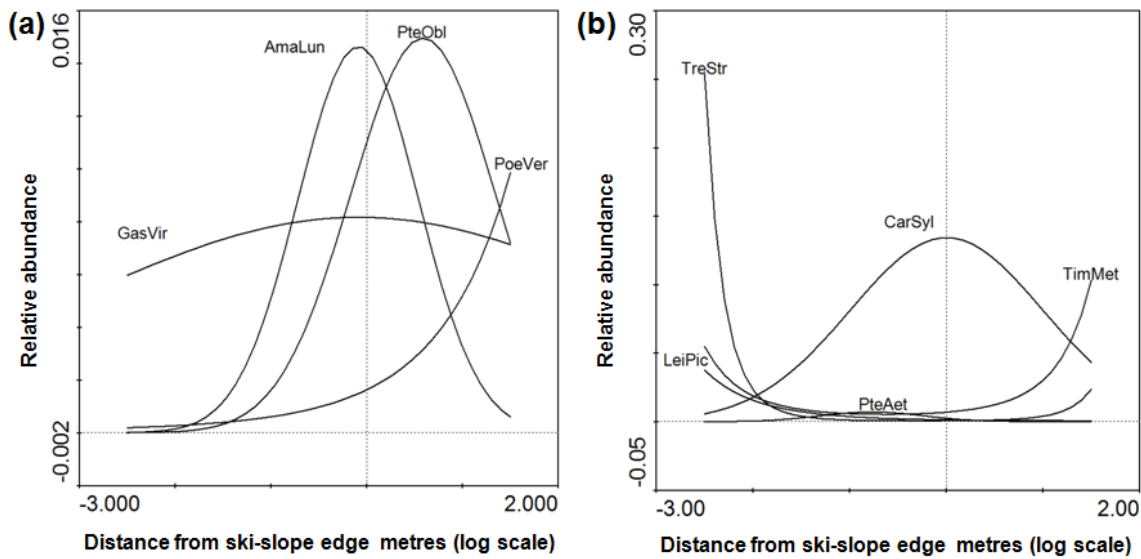 (a)
0.016
AmaLun
PteObl
PoeVer
GasVir
Relative abundance
-0.002
-3.000
2.000
Distance from ski-slope edge metres (log scale)
(b)
0.30
TreStr
CarSyl
TimMet
LeiPic
PteAet
Relative abundance
-0.05
-3.00
2.00
Distance from ski-slope edge metres (log scale)